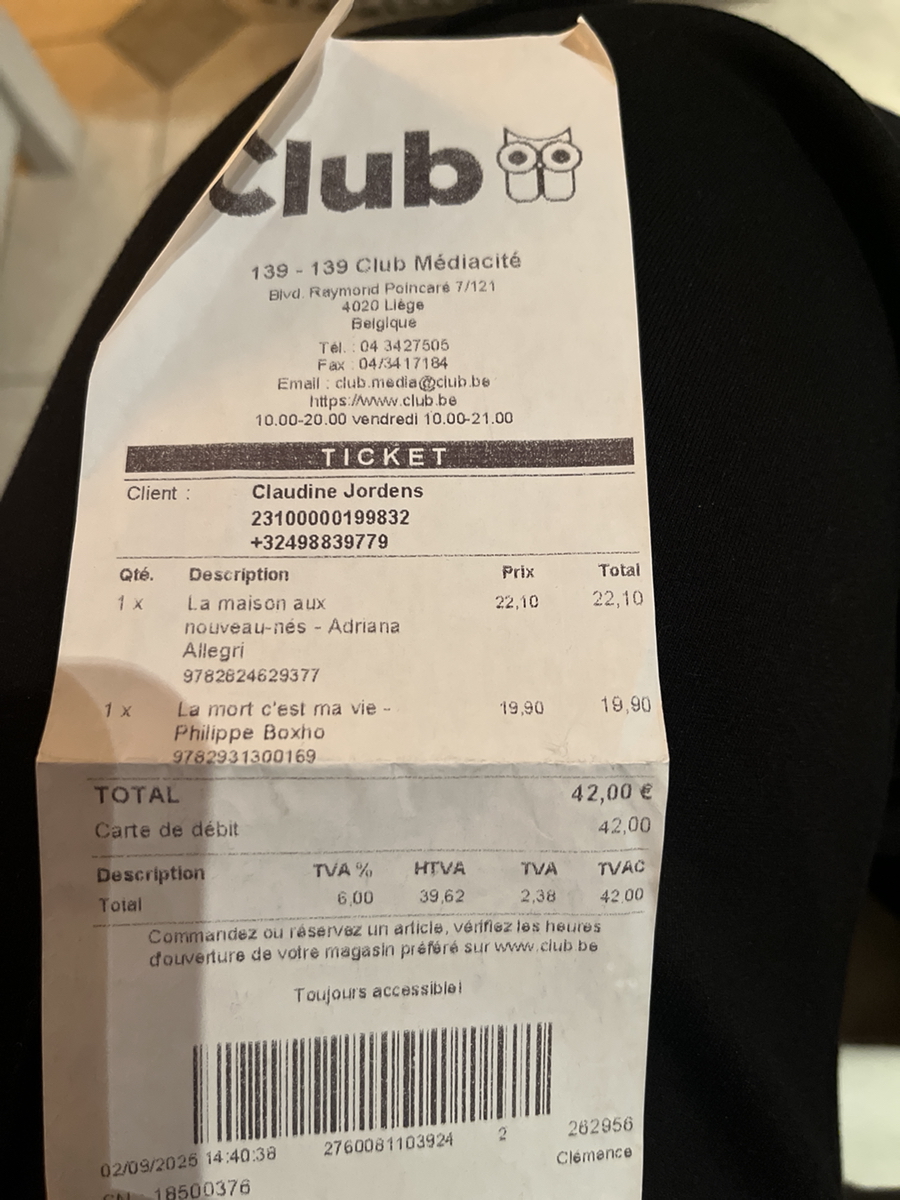 Club
139 - 139 Club Médiacité
Blvd. Raymond Poincaré 7/121
4020 Liège
Belgique
Tél. : 04 3427505
Fax : 04/3417184
Email : club.media@club.be
https://www.club.be
10.00-20.00 vendredi 10.00-21.00
TICKET
Client : Claudine Jordens
23100000199832
+32498839779
Qté. Description Prix Total
1 x La maison aux 22,10 22,10
nouveau-nés - Adriana
Allegri
9782824629377
1 x La mort c'est ma vie - 19,90 19,90
Philippe Boxho
9782931300169
TOTAL 42,00 €
Carte de débit 42,00
Description TVA % HTVA TVA TVAC
Total 6,00 39,62 2,38 42,00
Commandez ou réservez un article, vérifiez les heures
d'ouverture de votre magasin préféré sur www.club.be
Toujours accessible!
02/09/2025 14:40:38 2760081103924 2 262956
Clémence
18500376